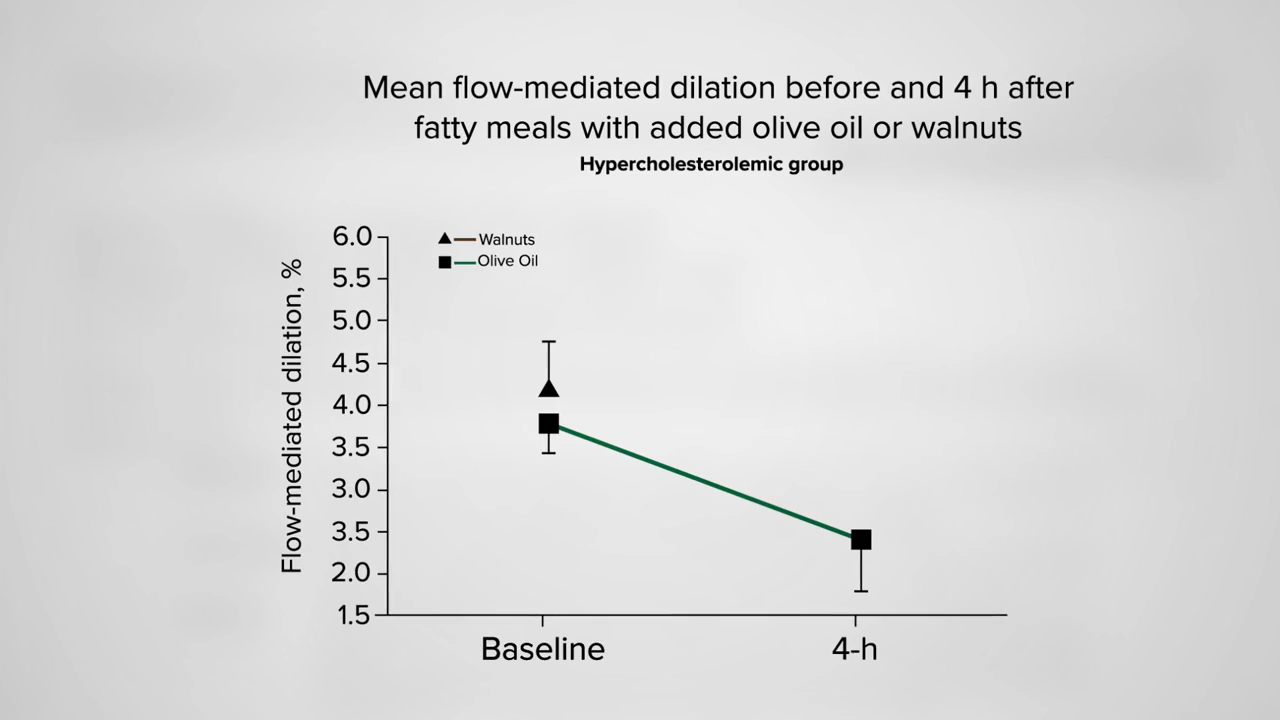 Mean flow-mediated dilation before and 4 h after
fatty meals with added olive oil or walnuts
Hypercholesterolemic group
Walnuts
Olive Oil
Flow-mediated dilation, %
6.0
5.5
5.0
4.5
4.0
3.5
3.0
3.5
2.0
1.5
Baseline
4-h